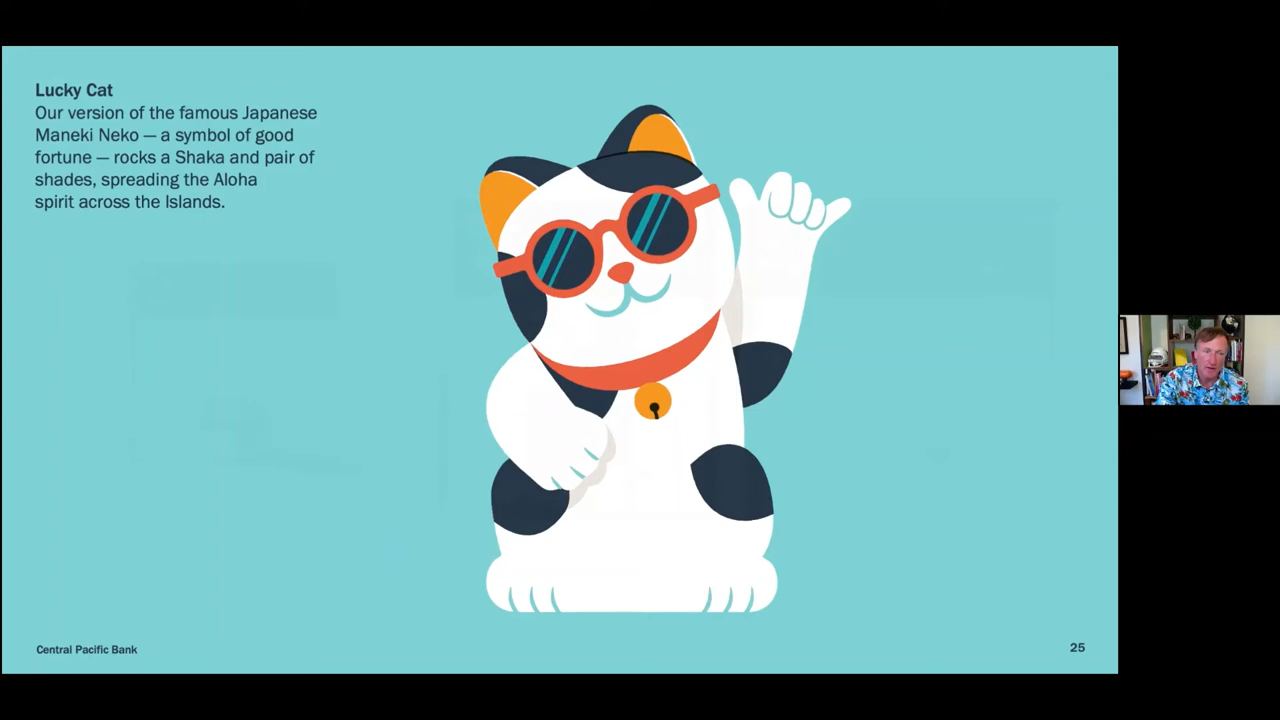 Lucky Cat
Our version of the famous Japanese
Maneki Neko — a symbol of good
fortune — rocks a Shaka and pair of
shades, spreading the Aloha
spirit across the Islands.
Central Pacific Bank
25